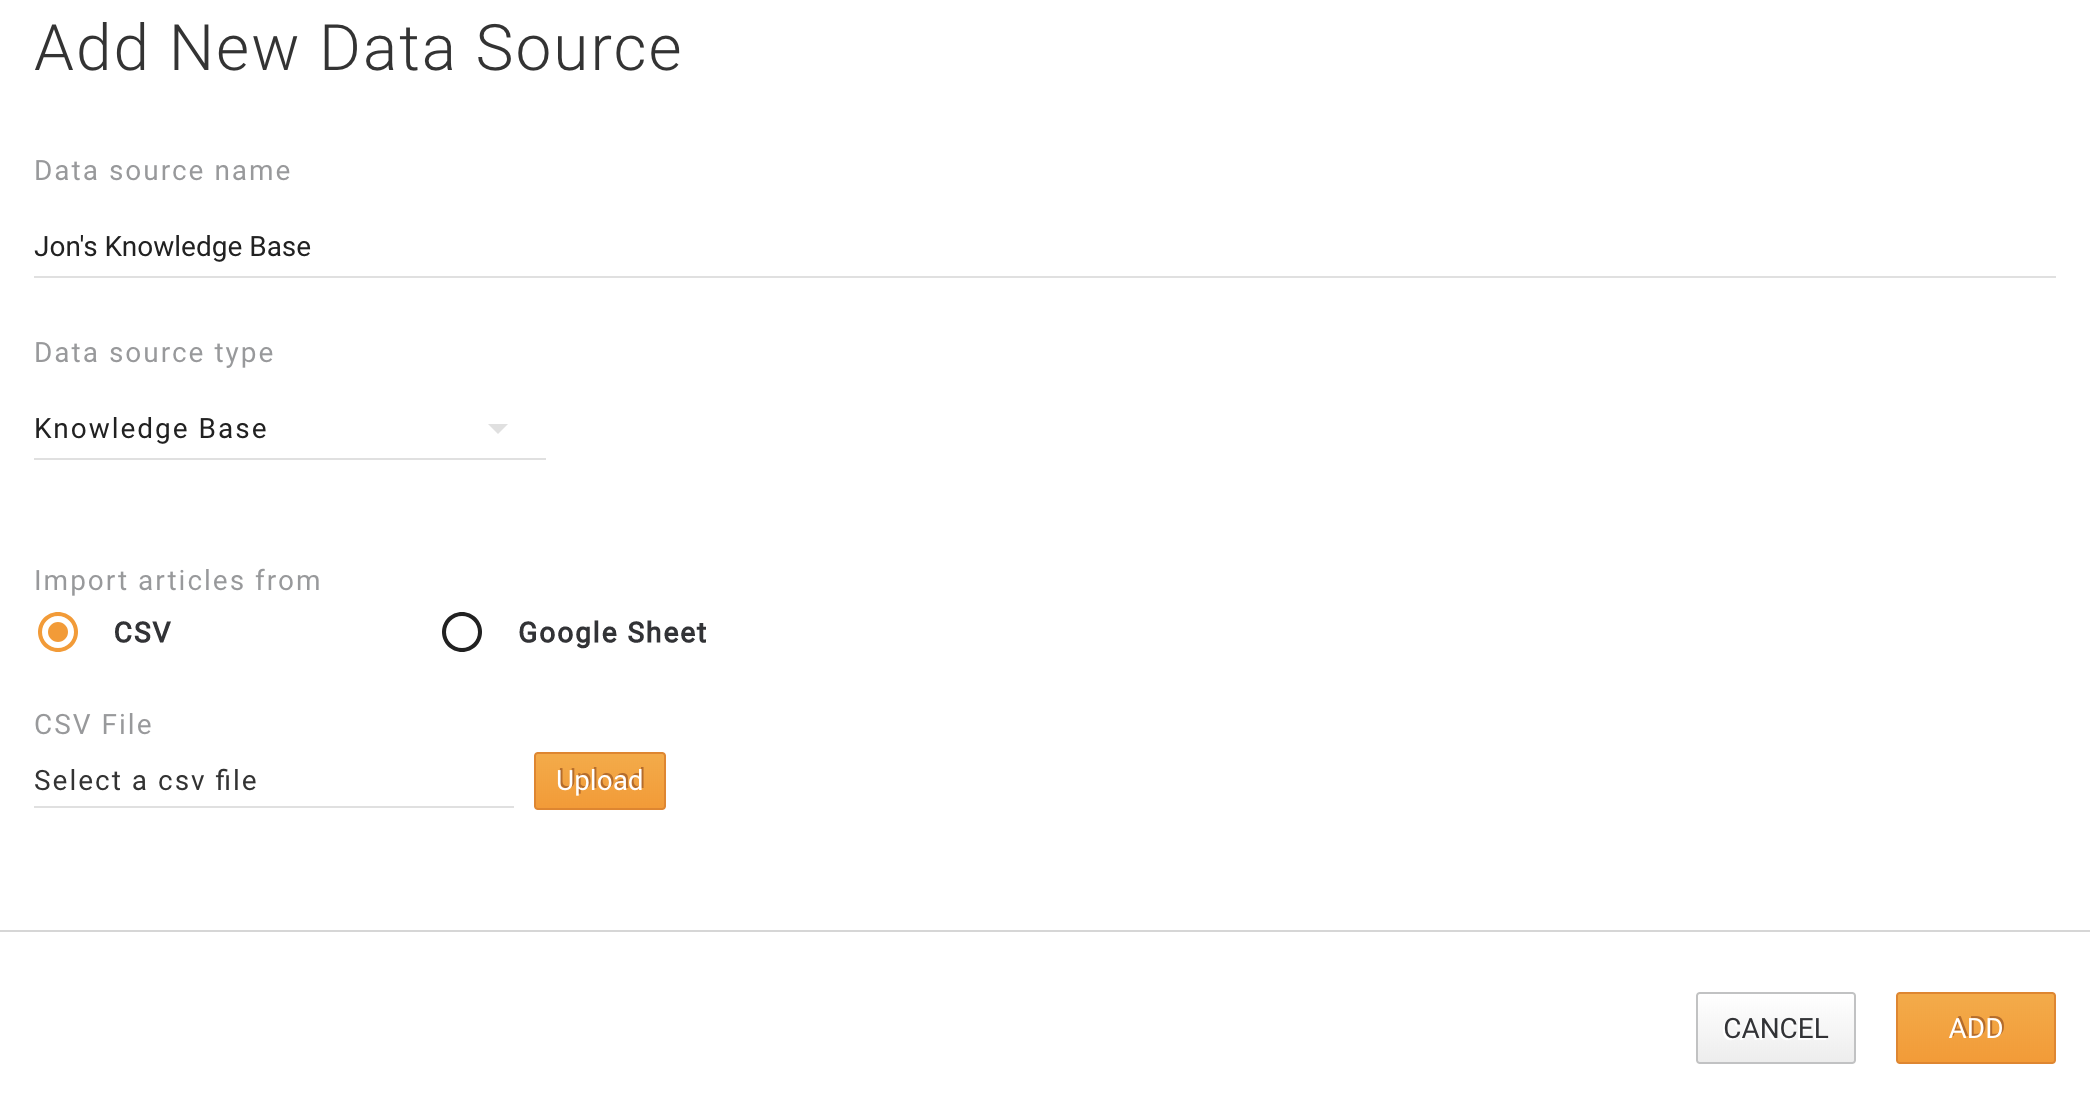 Add New Data Source
Data source name
Jon's Knowledge Base
Data source type
Knowledge Base
Import articles from
CSV Google Sheet
CSV File
Select a csv file Upload
CANCEL ADD